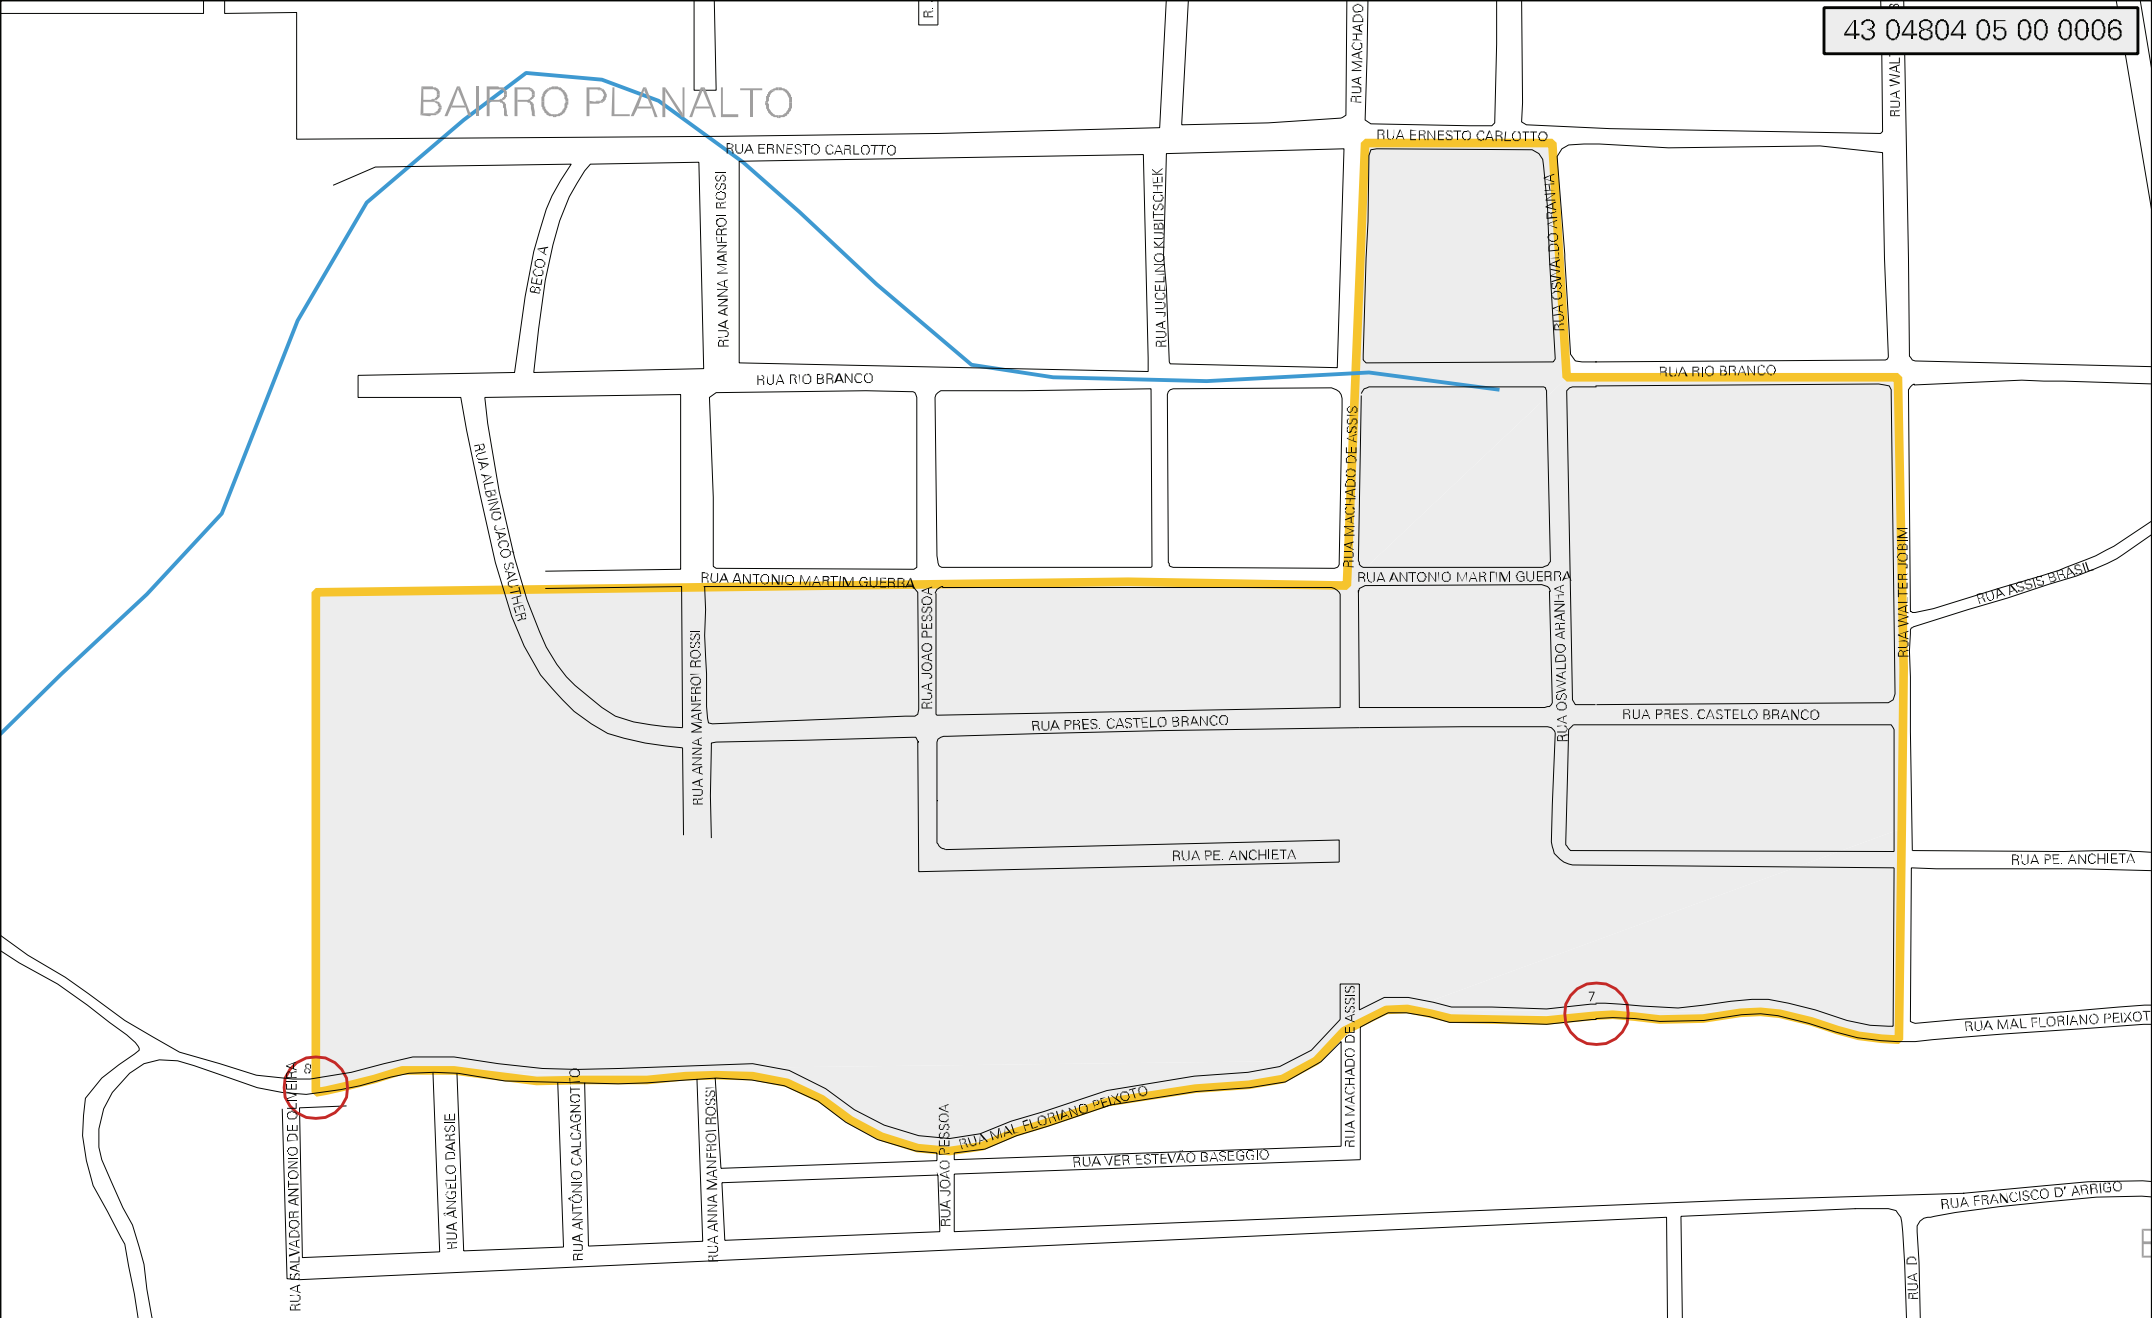 R.
RUA MACHADO
RUA WAL
S
43 04804 05 00 0006
BAIRRO PLANALTO
RUA ERNESTO CARLOTTO
RUA ERNESTO CARLOTTO
RUA ANNA MANFROI ROSSI
RUA JUCELINO KUBITSCHEK
RUA OSWALDO ARANHA
BECO A
RUA RIO BRANCO
RUA RIO BRANCO
RUA MACHADO DE ASSIS
RUA ALBINO JACÓ SAUTHER
RUA ANTONIO MARTIM GUERRA
RUA ANTONIO MARTIM GUERRA
RUA WALTER JOBIM
RUA ASSIS BRASIL
RUA JOAO PESSOA
RUA OSWALDO ARANHA
RUA ANNA MANFROI ROSSI
RUA PRES. CASTELO BRANCO
RUA PRES. CASTELO BRANCO
RUA PE. ANCHIETA
RUA PE. ANCHIETA
7
RUA MACHADO DE ASSIS
RUA MAL FLORIANO PEIXOT
8
RUA SALVADOR ANTONIO DE OLIVEIRA
RUA ÂNGELO DARSIE
RUA ANTÔNIO CALCAGNOTTO
RUA ANNA MANFROI ROSSI
RUA JOAO PESSOA
RUA MAL FLORIANO PEIXOTO
RUA VER ESTEVÃO BASEGGIO
RUA FRANCISCO D' ARRIGO
RUA D